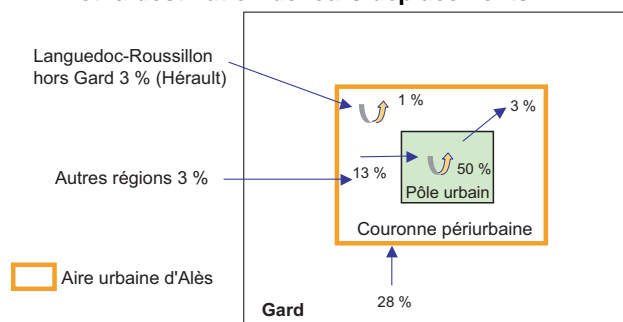 Languedoc-Roussillon
hors Gard 3 % (Hérault)
1 %
3 %
Autres régions 3 %
13 %
50 %
Pôle urbain
Couronne périurbaine
Aire urbaine d'Alès
28 %
Gard